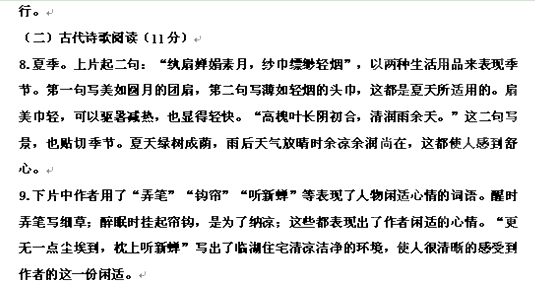 行。
（二）古代诗歌阅读（11分）
8.夏季。上片起二句：“纨扇婵娟素月，纱巾缥缈轻烟”，以两种生活用品来表现季
节。第一句写美如圆月的团扇，第二句写薄如轻烟的头巾，这都是夏天所适用的。扇
美巾轻，可以驱暑减热，也显得轻快。“高槐叶长阴初合，清润雨余天。”这二句写
景，也贴切季节。夏天绿树成荫，雨后天气放晴时余凉余润尚在，这都使人感到舒
心。
9.下片中作者用了“弄笔”“钩帘”“听新蝉”等表现了人物闲适心情的词语。醒时
弄笔写细草；醉眠时挂起帘钩，是为了纳凉；这些都表现出了作者闲适的心情。“更
无一点尘埃到，枕上听新蝉”写出了临湖住宅清凉洁净的环境，使人很清晰的感受到
作者的这一份闲适。